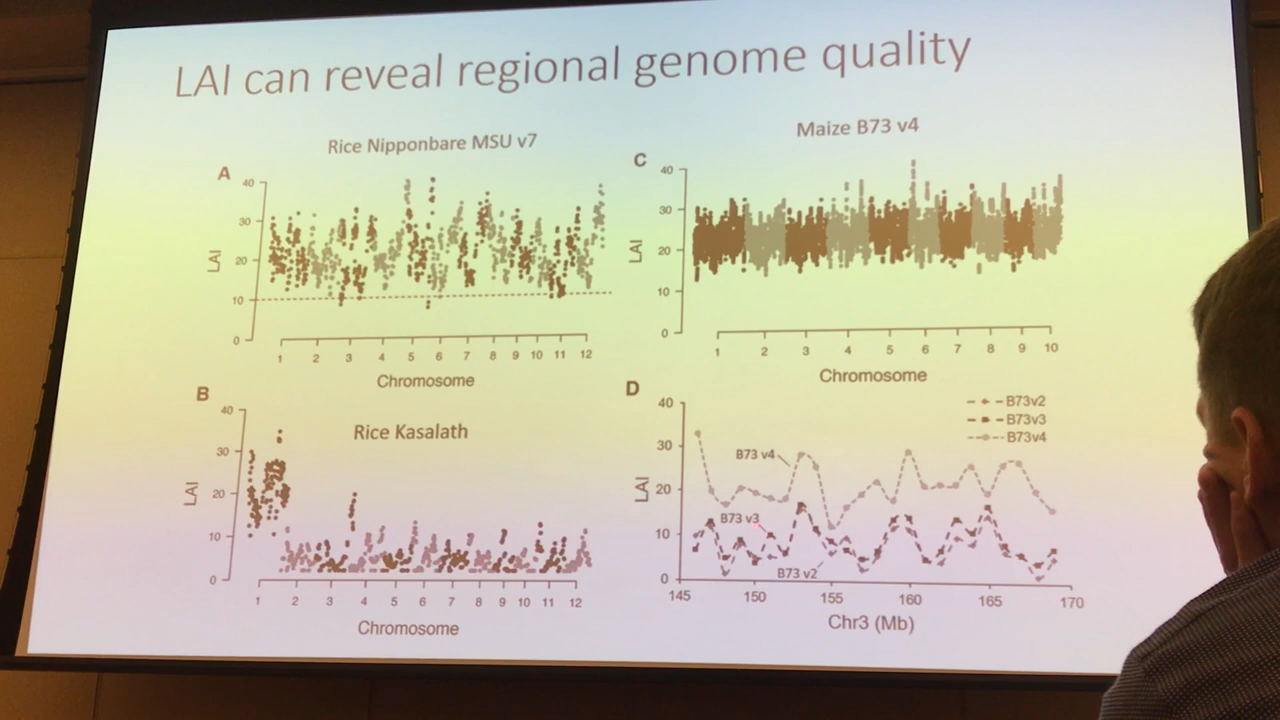 LAI can reveal regional genome quality
Rice Nipponbare MSU v7
A
40
30
20
10
0
LAI
1 2 3 4 5 6 7 8 9 10 11 12
Chromosome
Maize B73 v4
C
40
30
20
10
0
LAI
1 2 3 4 5 6 7 8 9 10
Chromosome
B
Rice Kasalath
40
30
20
10
0
LAI
1 2 3 4 5 6 7 8 9 10 11 12
Chromosome
D
B73v2
B73v3
B73v4
40
30
20
10
0
LAI
B73 v4
B73 v3
B73 v2
145 150 155 160 165 170
Chr3 (Mb)